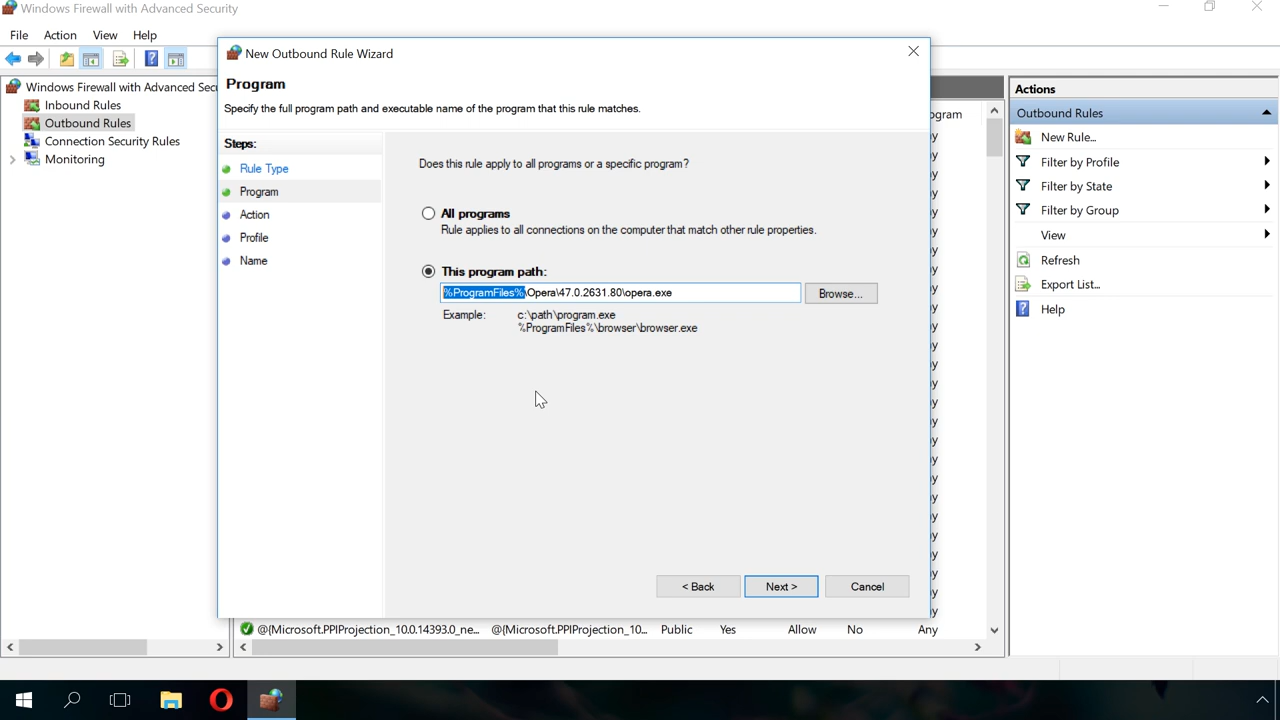 Windows Firewall with Advanced Security
File Action View Help
New Outbound Rule Wizard
Program
Specify the full program path and executable name of the program that this rule matches.
Windows Firewall with Advanced Secu
Inbound Rules
Outbound Rules
Connection Security Rules
Monitoring
Steps:
Rule Type
Program
Action
Profile
Name
Does this rule apply to all programs or a specific program?
All programs
Rule applies to all connections on the computer that match other rule properties.
This program path:
%ProgramFiles%\Opera\47.0.2631.80\opera.exe
Browse...
Example: c:\path\program.exe
%ProgramFiles%\browser\browser.exe
< Back
Next >
Cancel
@{Microsoft.PPIProjection_10.0.14393.0_ne... @{Microsoft.PPIProjection_10... Public Yes Allow No Any
Actions
Outbound Rules
New Rule...
Filter by Profile
Filter by State
Filter by Group
View
Refresh
Export List...
Help